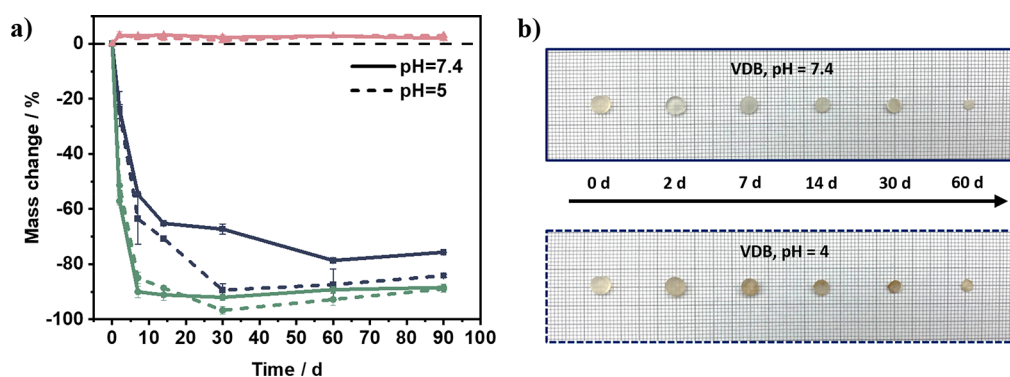 a)
Mass change / %
20
0
-20
-40
-60
-80
-100
pH=7.4
pH=5
0 10 20 30 40 50 60 70 80 90 100
Time / d
b)
VDB, pH = 7.4
0 d 2 d 7 d 14 d 30 d 60 d
VDB, pH = 4